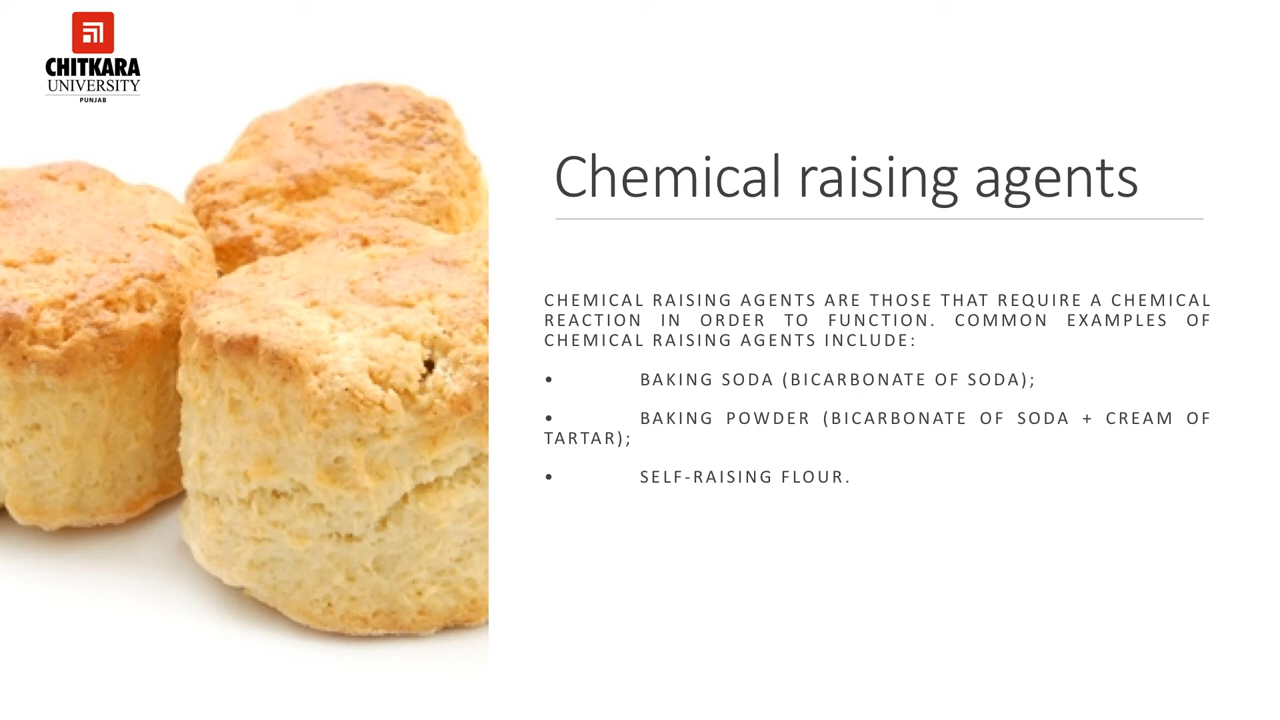 CHITKARA
UNIVERSITY
PUNJAB
Chemical raising agents
CHEMICAL RAISING AGENTS ARE THOSE THAT REQUIRE A CHEMICAL
REACTION IN ORDER TO FUNCTION. COMMON EXAMPLES OF
CHEMICAL RAISING AGENTS INCLUDE:
• BAKING SODA (BICARBONATE OF SODA);
• BAKING POWDER (BICARBONATE OF SODA + CREAM OF
TARTAR);
• SELF-RAISING FLOUR.